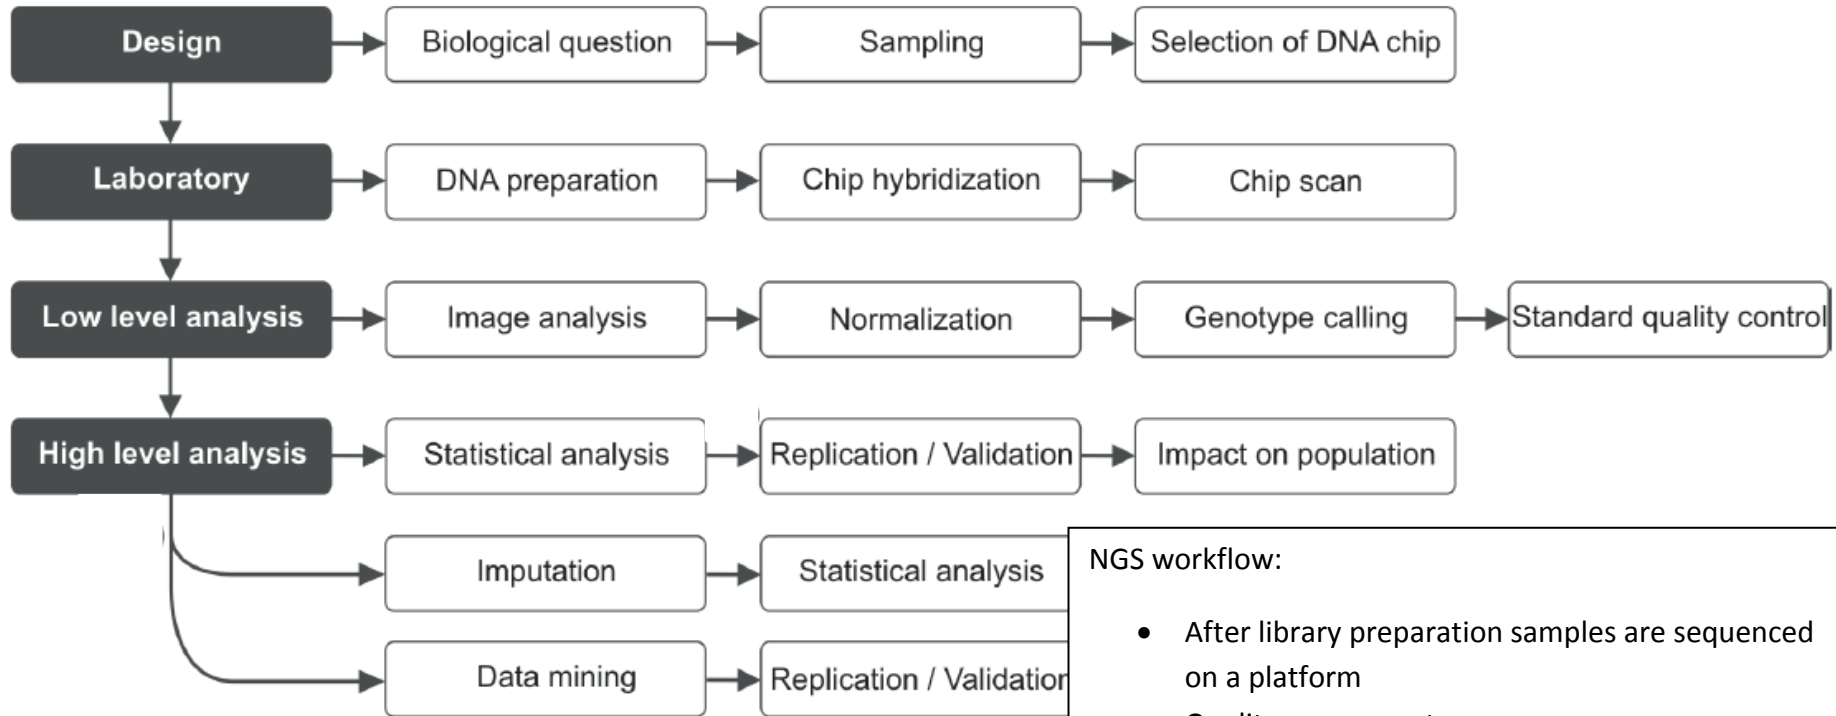 Design
Biological question
Sampling
Selection of DNA chip
Laboratory
DNA preparation
Chip hybridization
Chip scan
Low level analysis
Image analysis
Normalization
Genotype calling
Standard quality control
High level analysis
Statistical analysis
Replication / Validation
Impact on population
Imputation
Statistical analysis
Data mining
Replication / Validation
NGS workflow:
• After library preparation samples are sequenced
on a platform